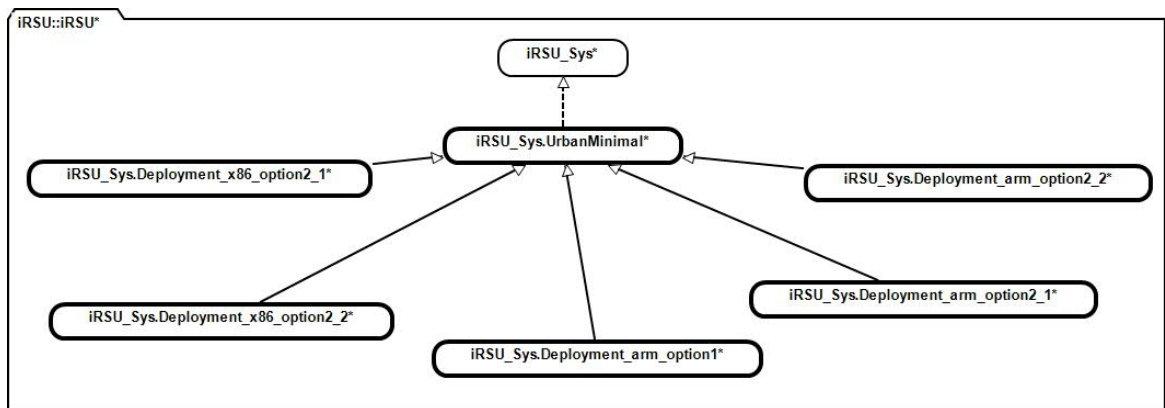 iRSU::iRSU*
iRSU_Sys*
iRSU_Sys.UrbanMinimal*
iRSU_Sys.Deployment_x86_option2_1*
iRSU_Sys.Deployment_arm_option2_2*
iRSU_Sys.Deployment_arm_option2_1*
iRSU_Sys.Deployment_x86_option2_2*
iRSU_Sys.Deployment_arm_option1*